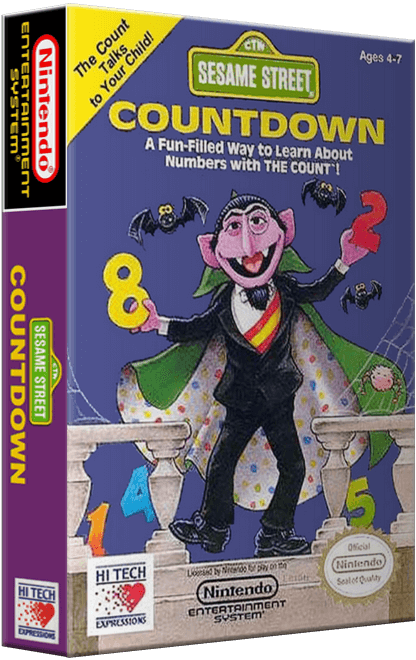 Nintendo®
ENTERTAINMENT
SYSTEM®
COUNTDOWN
CTW
SESAME STREET
HI TECH
EXPRESSIONS
The Count
Talks
to Your Child!
CTW
SESAME STREET®
Ages 4-7
COUNTDOWN
A Fun-Filled Way to Learn About
Numbers with THE COUNT™!
2
8
4
1
5
HI TECH
EXPRESSIONS
Licensed by Nintendo for play on the
Nintendo
ENTERTAINMENT
SYSTEM®
Official
Nintendo
Seal of Quality